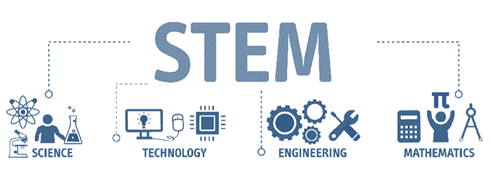 STEM
SCIENCE
TECHNOLOGY
ENGINEERING
π
MATHEMATICS